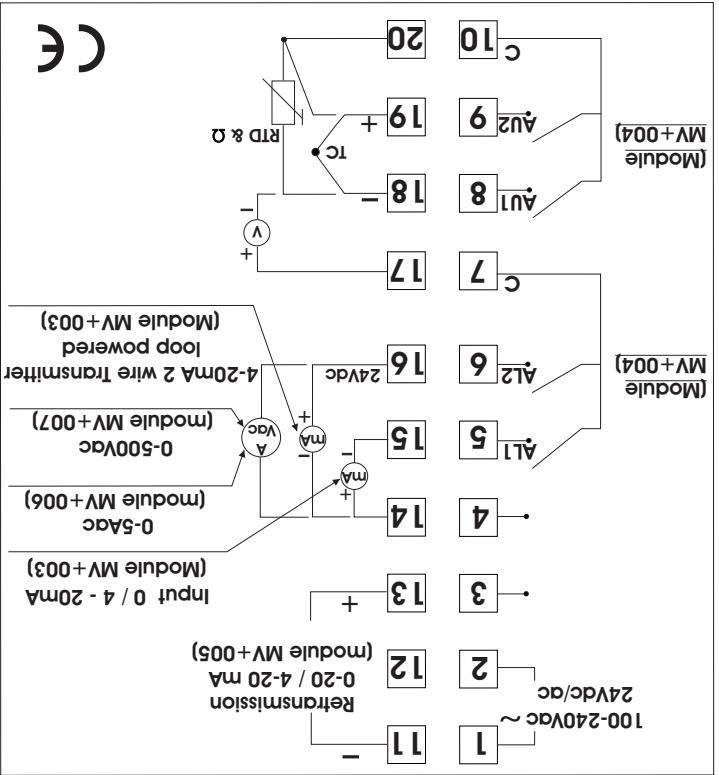 1 11 −
100-240Vac ~
24Vdc/ac
Retransmission
0-20 / 4-20 mA
(module MV+005)
2 12
3 13 +
Input 0 / 4 - 20mA
(Module MV+003)
4 14
+
mA
−
0-5Aac
(module MV+006)
AL1 5 15
−
mA
+
A
Vac
0-500Vac
(module MV+007)
(Module
MV+004)
AL2 6 16 24Vdc
4-20mA 2 wire Transmitter
loop powered
(Module MV+003)
C 7 17
+
V
−
AU1 8 18 −
TC
RTD & Ω
(Module
MV+004)
AU2 9 19 +
C 10 20
CE